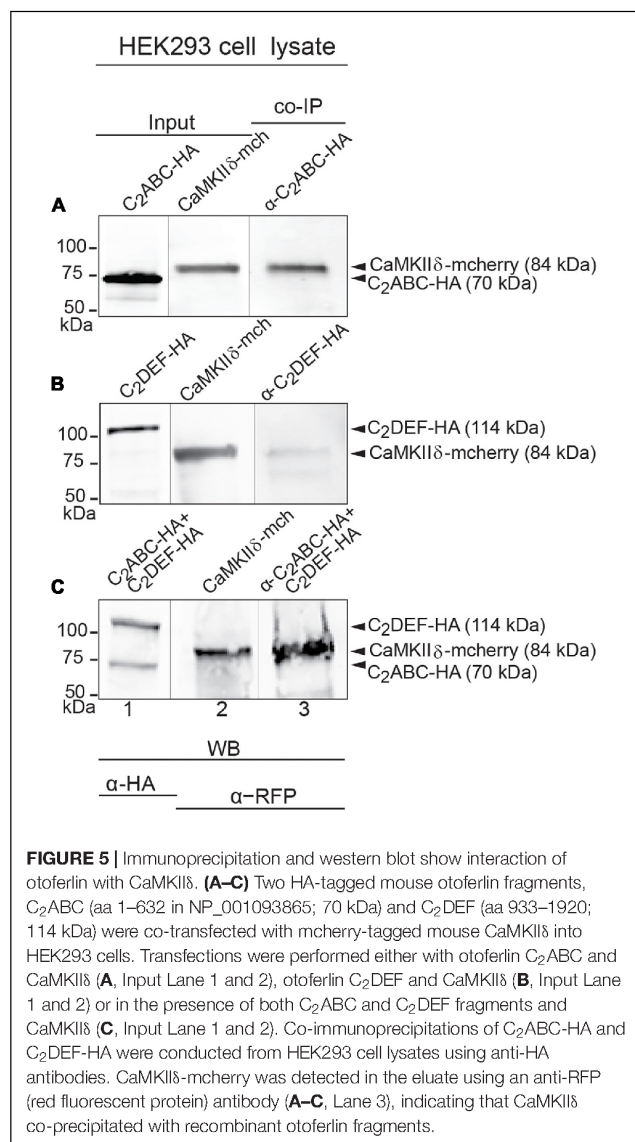 HEK293 cell lysate
co-IP
Input
C₂ABC-HA
CaMKIIδ-mch
α-C₂ABC-HA
A
100
75
50
kDa
CaMKIIδ-mcherry (84 kDa)
C₂ABC-HA (70 kDa)
C₂DEF-HA
CaMKIIδ-mch
α-C₂DEF-HA
B
100
75
50
kDa
C₂DEF-HA (114 kDa)
CaMKIIδ-mcherry (84 kDa)
C₂ABC-HA+
C₂DEF-HA
CaMKIIδ-mch
α-C₂ABC-HA+
C₂DEF-HA
C
100
75
50
kDa
C₂DEF-HA (114 kDa)
CaMKIIδ-mcherry (84 kDa)
C₂ABC-HA (70 kDa)
1 2 3
WB
α-HA
α-RFP
FIGURE 5 | Immunoprecipitation and western blot show interaction of
otoferlin with CaMKIIδ. (A–C) Two HA-tagged mouse otoferlin fragments,
C₂ABC (aa 1–632 in NP_001093865; 70 kDa) and C₂DEF (aa 933–1920;
114 kDa) were co-transfected with mcherry-tagged mouse CaMKIIδ into
HEK293 cells. Transfections were performed either with otoferlin C₂ABC and
CaMKIIδ (A, Input Lane 1 and 2), otoferlin C₂DEF and CaMKIIδ (B, Input Lane
1 and 2) or in the presence of both C₂ABC and C₂DEF fragments and
CaMKIIδ (C, Input Lane 1 and 2). Co-immunoprecipitations of C₂ABC-HA and
C₂DEF-HA were conducted from HEK293 cell lysates using anti-HA
antibodies. CaMKIIδ-mcherry was detected in the eluate using an anti-RFP
(red fluorescent protein) antibody (A–C, Lane 3), indicating that CaMKIIδ
co-precipitated with recombinant otoferlin fragments.